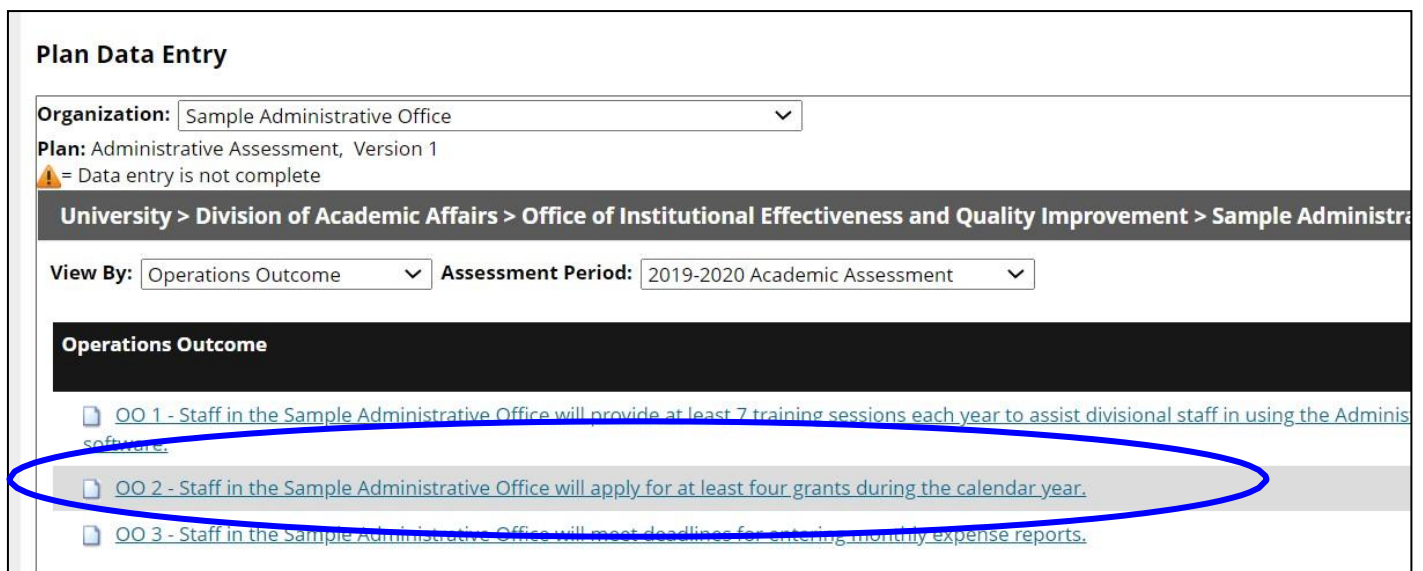 Plan Data Entry
Organization: Sample Administrative Office
Plan: Administrative Assessment, Version 1
= Data entry is not complete
University > Division of Academic Affairs > Office of Institutional Effectiveness and Quality Improvement > Sample Administra
View By: Operations Outcome Assessment Period: 2019-2020 Academic Assessment
Operations Outcome
OO 1 - Staff in the Sample Administrative Office will provide at least 7 training sessions each year to assist divisional staff in using the Adminis
software.
OO 2 - Staff in the Sample Administrative Office will apply for at least four grants during the calendar year.
OO 3 - Staff in the Sample Administrative Office will meet deadlines for entering monthly expense reports.